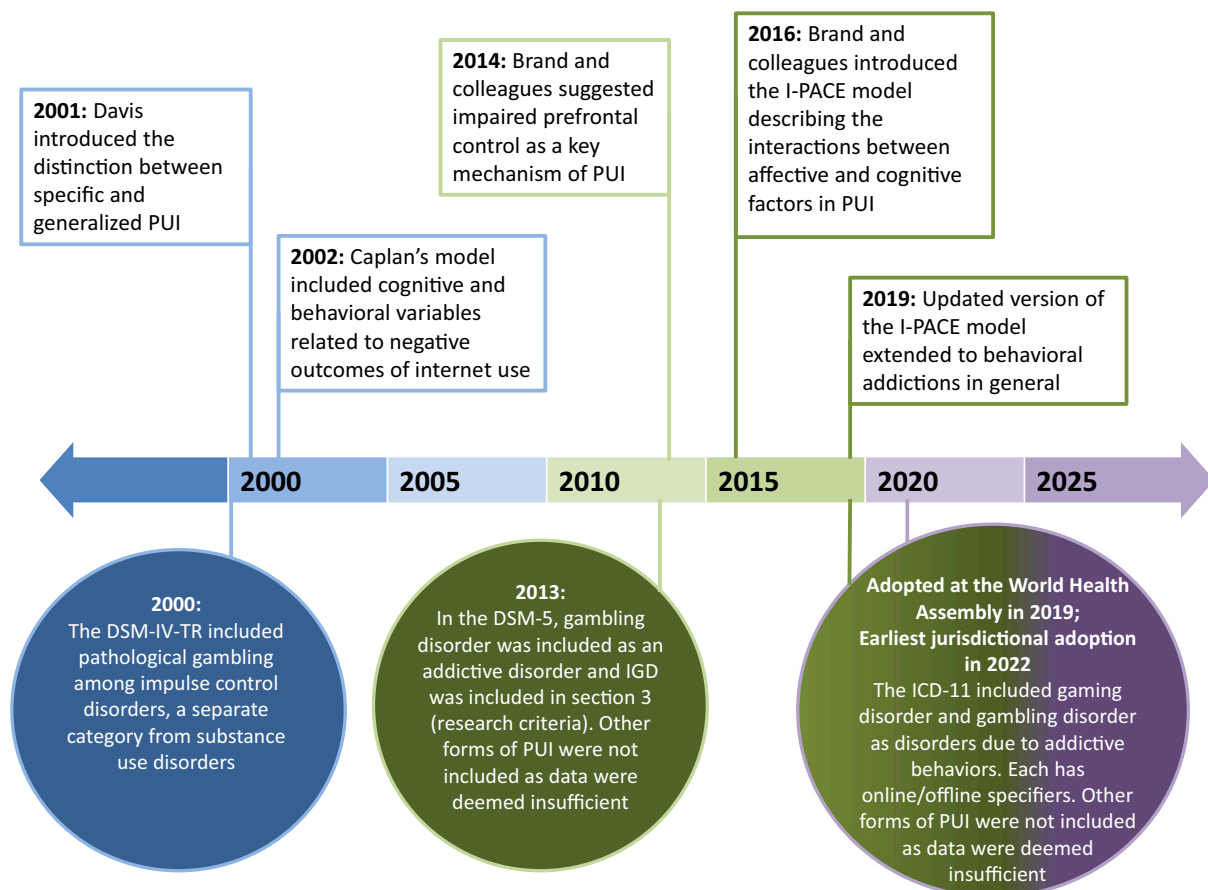 2001: Davis
introduced the
distinction between
specific and
generalized PUI
2002: Caplan's model
included cognitive and
behavioral variables
related to negative
outcomes of internet use
2014: Brand and
colleagues suggested
impaired prefrontal
control as a key
mechanism of PUI
2016: Brand and
colleagues introduced
the I-PACE model
describing the
interactions between
affective and cognitive
factors in PUI
2019: Updated version of
the I-PACE model
extended to behavioral
addictions in general
2000
2005
2010
2015
2020
2025
2000:
The DSM-IV-TR included
pathological gambling
among impulse control
disorders, a separate
category from substance
use disorders
2013:
In the DSM-5, gambling
disorder was included as an
addictive disorder and IGD
was included in section 3
(research criteria). Other
forms of PUI were not
included as data were
deemed insufficient
Adopted at the World Health
Assembly in 2019;
Earliest jurisdictional adoption
in 2022
The ICD-11 included gaming
disorder and gambling disorder
as disorders due to addictive
behaviors. Each has
online/offline specifiers. Other
forms of PUI were not included
as data were deemed
insufficient